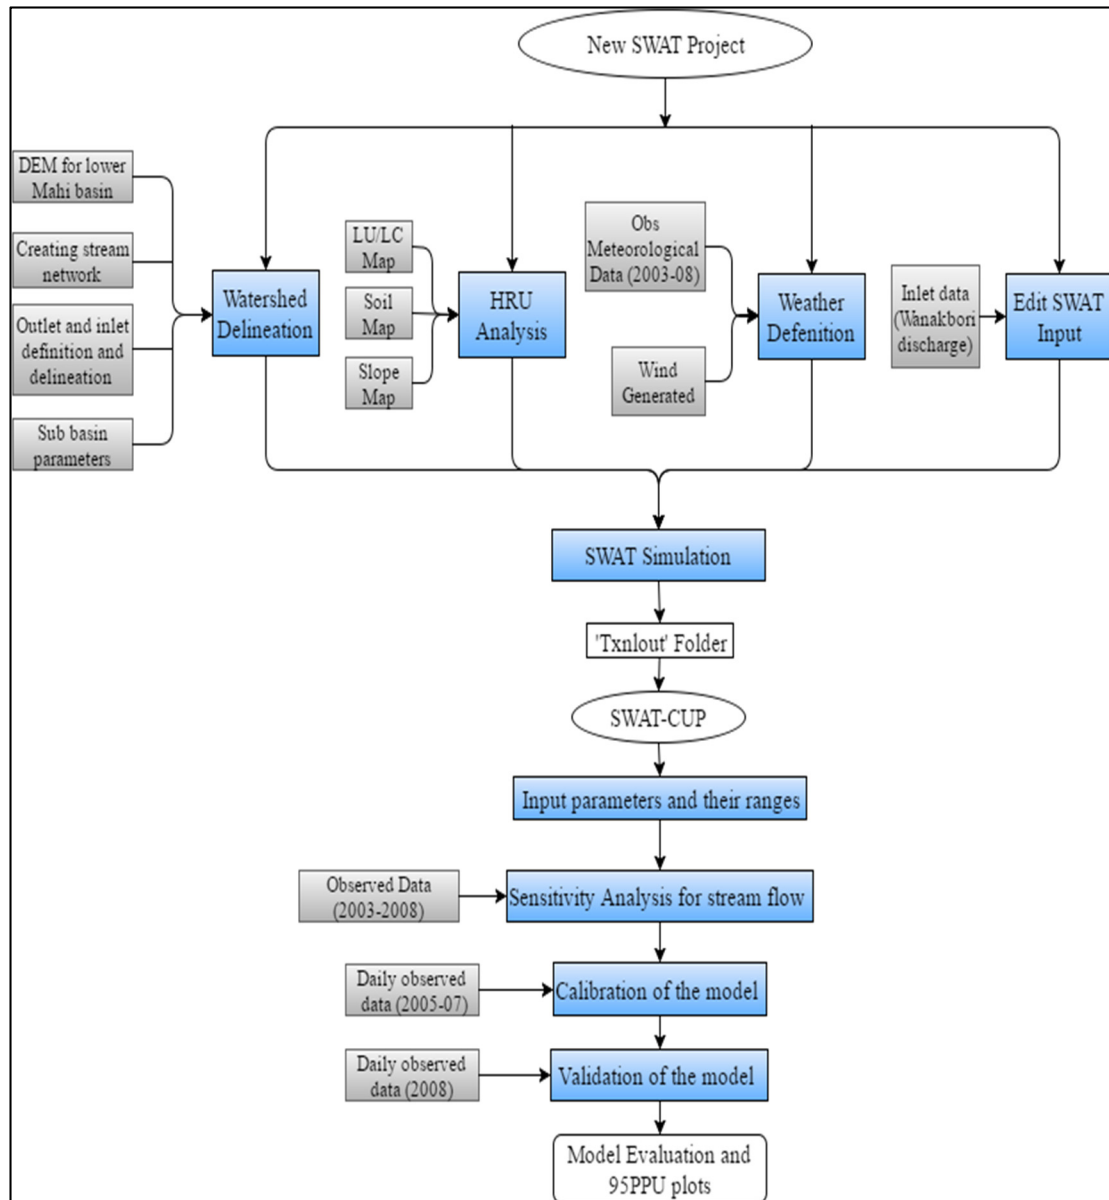 New SWAT Project
DEM for lower
Mahi basin
Creating stream
network
Outlet and inlet
definition and
delineation
Sub basin
parameters
Watershed
Delineation
LU/LC
Map
Soil
Map
Slope
Map
HRU
Analysis
Obs
Meteorological
Data (2003-08)
Wind
Generated
Weather
Defenition
Inlet data
(Wanakbori
discharge)
Edit SWAT
Input
SWAT Simulation
'Txnlout' Folder
SWAT-CUP
Input parameters and their ranges
Observed Data
(2003-2008)
Sensitivity Analysis for stream flow
Daily observed
data (2005-07)
Calibration of the model
Daily observed
data (2008)
Validation of the model
Model Evaluation and
95PPU plots